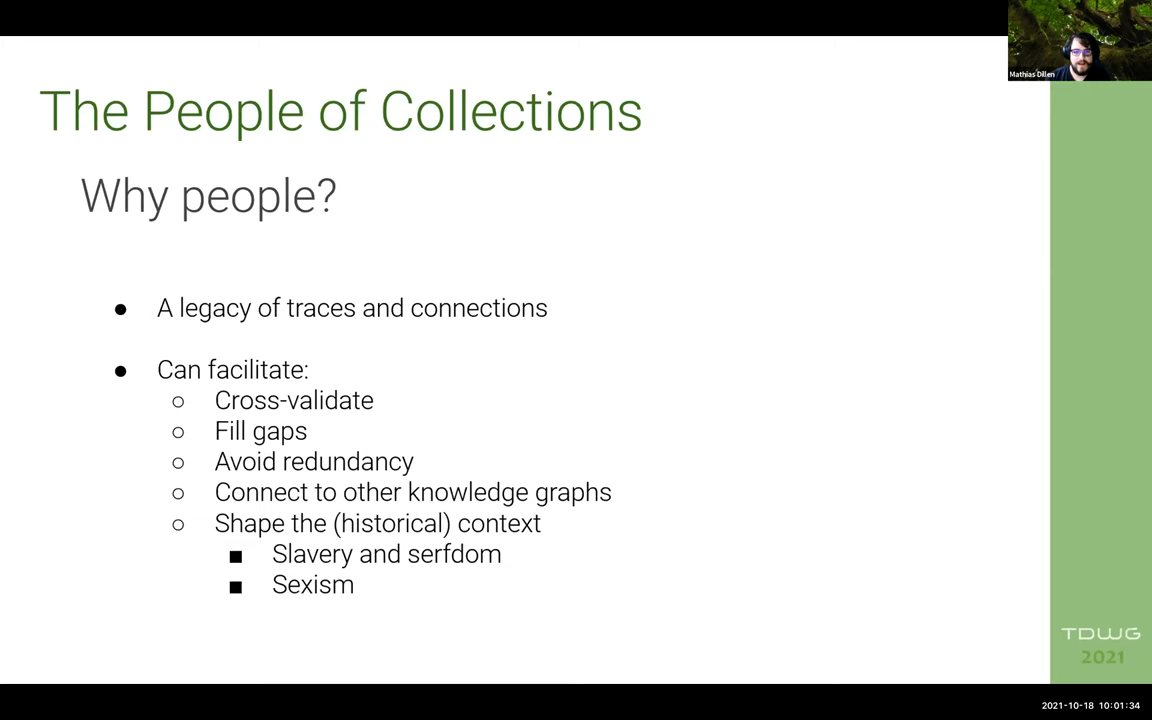 Mathias Dillen
The People of Collections
Why people?
● A legacy of traces and connections
● Can facilitate:
○ Cross-validate
○ Fill gaps
○ Avoid redundancy
○ Connect to other knowledge graphs
○ Shape the (historical) context
■ Slavery and serfdom
■ Sexism
TDWG
2021
2021-10-18 10:01:34